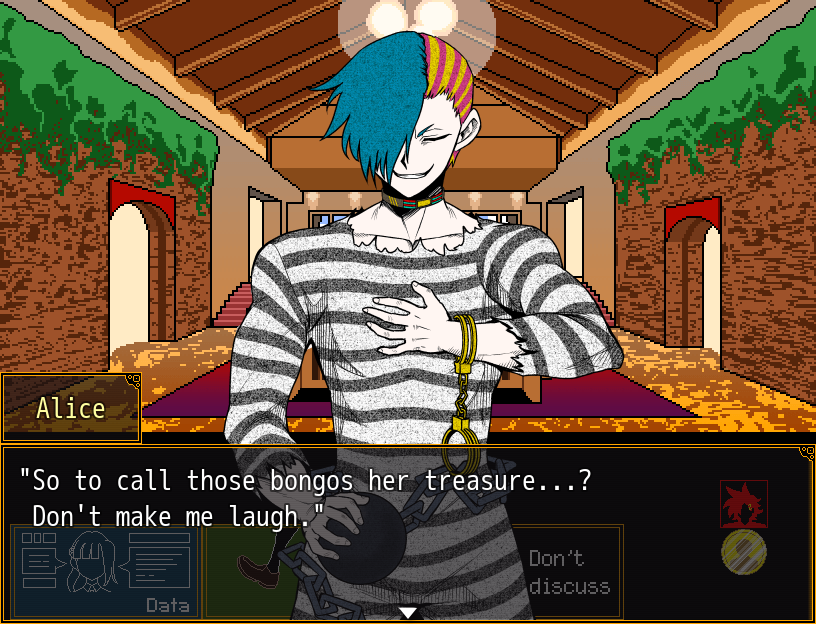 Alice
"So to call those bongos her treasure...?
Don't make me laugh."
Data
Don't
discuss